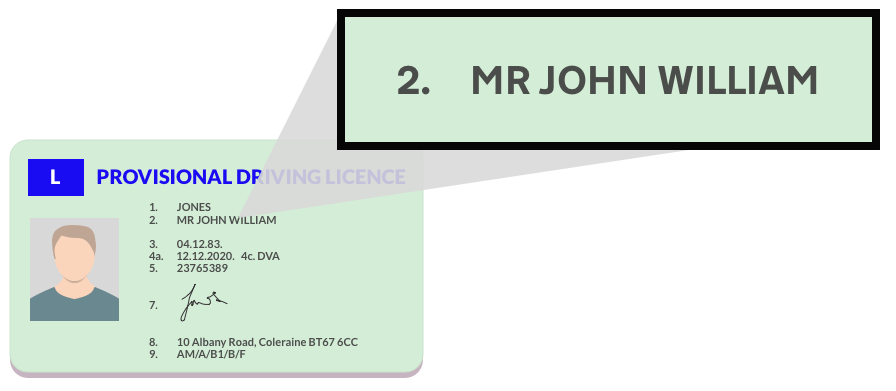 2. MR JOHN WILLIAM
L PROVISIONAL DRIVING LICENCE
1. JONES
2. MR JOHN WILLIAM
3. 04.12.83.
4a. 12.12.2020. 4c. DVA
5. 23765389
7. Jones
8. 10 Albany Road, Coleraine BT67 6CC
9. AM/A/B1/B/F